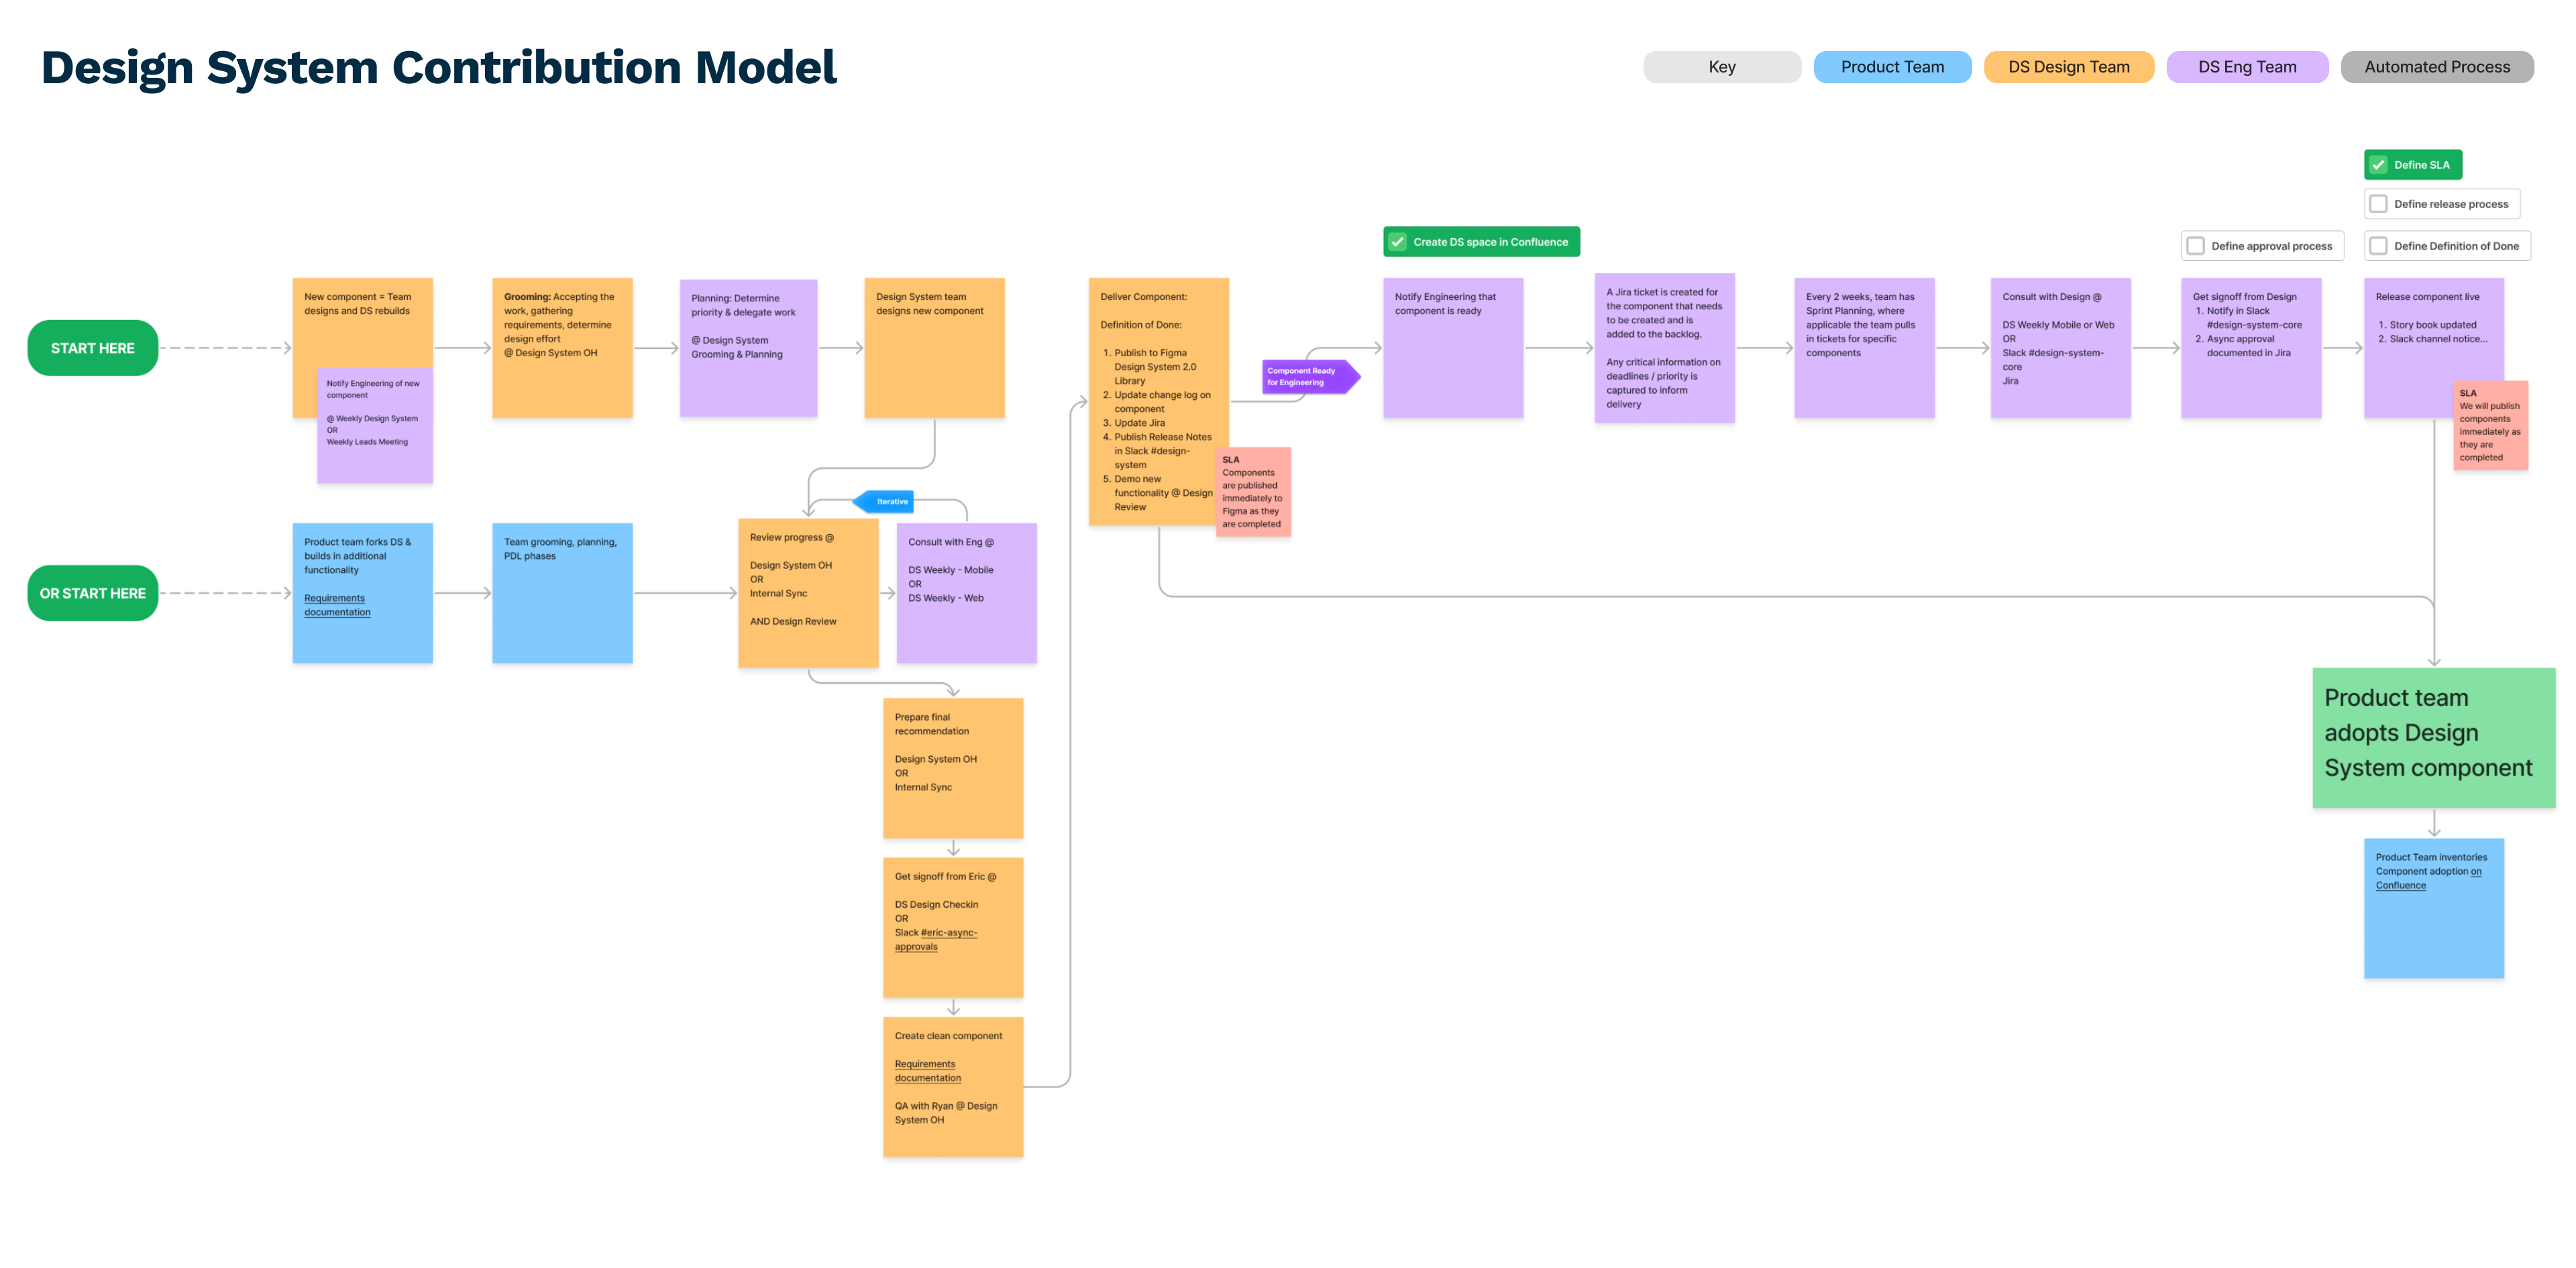 Design System Contribution Model
Key
Product Team
DS Design Team
DS Eng Team
Automated Process
Define SLA
Define release process
Create DS space in Confluence
Define approval process
Define Definition of Done
START HERE
New component = Team
designs and DS rebuilds
Notify Engineering of new
component
@ Weekly Design System
OR
Weekly Leads Meeting
Grooming: Accepting the
work, gathering
requirements, determine
design effort
@ Design System OH
Planning: Determine
priority & delegate work
@ Design System
Grooming & Planning
Design System team
designs new component
Deliver Component:
Definition of Done:
1. Publish to Figma
Design System 2.0
Library
2. Update change log on
component
3. Update Jira
4. Publish Release Notes
in Slack #design-
system
5. Demo new
functionality @ Design
Review
SLA
Components
are published
immediately to
Figma as they
are completed
Component Ready
for Engineering
Notify Engineering that
component is ready
A Jira ticket is created for
the component that needs
to be created and is
added to the backlog.
Any critical information on
deadlines / priority is
captured to inform
delivery
Every 2 weeks, team has
Sprint Planning, where
applicable the team pulls
in tickets for specific
components
Consult with Design @
DS Weekly Mobile or Web
OR
Slack #design-system-
core
Jira
Get signoff from Design
1. Notify in Slack
#design-system-core
2. Async approval
documented in Jira
Release component live
1. Story book updated
2. Slack channel notice...
SLA
We will publish
components
immediately as
they are
completed
OR START HERE
Product team forks DS &
builds in additional
functionality
Requirements
documentation
Team grooming, planning,
PDL phases
Iterative
Review progress @
Design System OH
OR
Internal Sync
AND Design Review
Consult with Eng @
DS Weekly - Mobile
OR
DS Weekly - Web
Prepare final
recommendation
Design System OH
OR
Internal Sync
Get signoff from Eric @
DS Design Checkin
OR
Slack #eric-async-
approvals
Create clean component
Requirements
documentation
QA with Ryan @ Design
System OH
Product team
adopts Design
System component
Product Team inventories
Component adoption on
Confluence